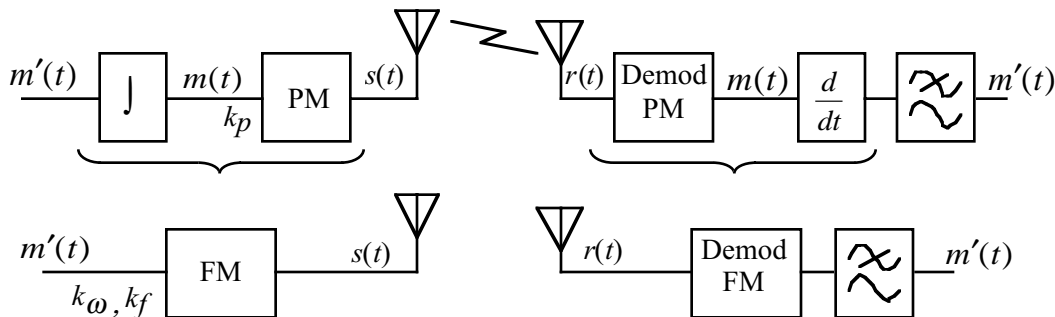 m′(t) ∫ m(t) k_p PM s(t) r(t) Demod PM m(t) d/dt m′(t)
m′(t) k_ω, k_f FM s(t) r(t) Demod FM m′(t)